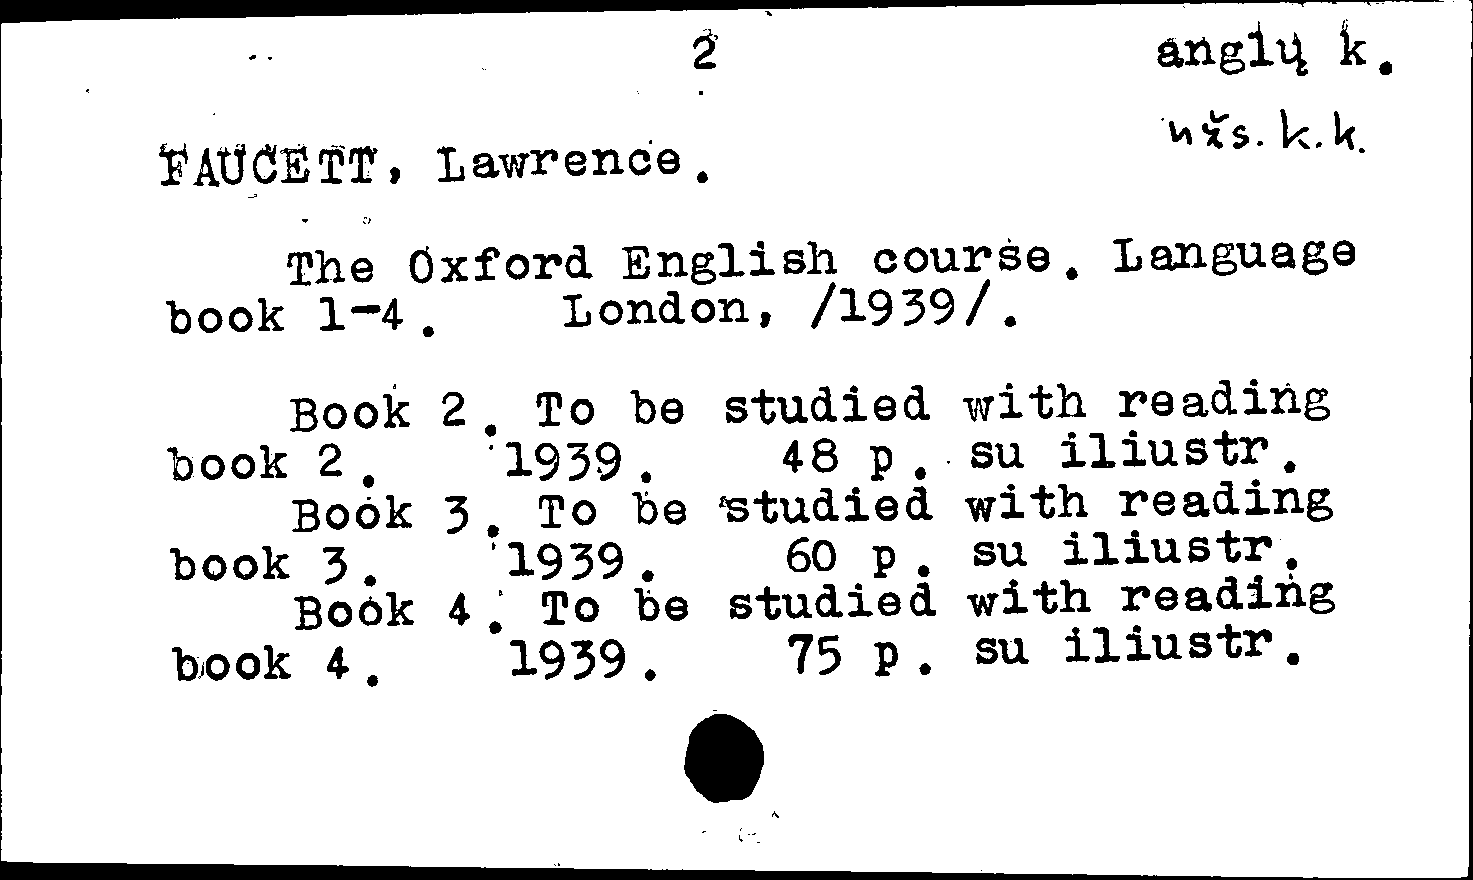 2
anglų k.
užs. k.k.
FAUCETT, Lawrence.
The Oxford English course. Language
book 1-4. London, /1939/.
Book 2. To be studied with reading
book 2. 1939. 48 p. su iliustr.
Book 3. To be studied with reading
book 3. 1939. 60 p. su iliustr.
Book 4. To be studied with reading
book 4. 1939. 75 p. su iliustr.